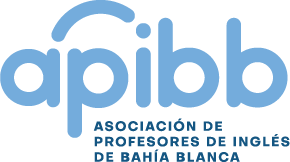 apibb
ASOCIACIÓN DE
PROFESORES DE INGLÉS
DE BAHÍA BLANCA